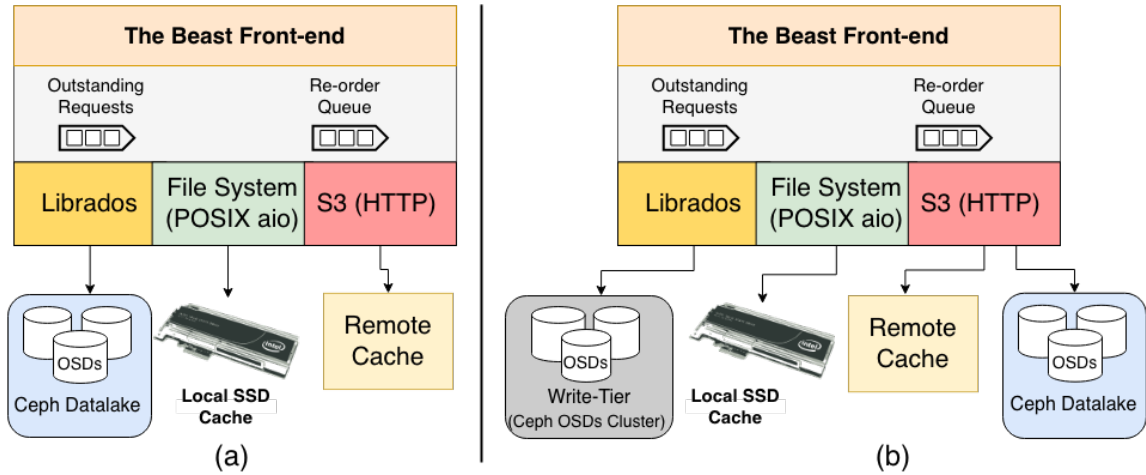 The Beast Front-end
Outstanding
Requests
Re-order
Queue
Librados
File System
(POSIX aio)
S3 (HTTP)
OSDs
Ceph Datalake
intel
Local SSD
Cache
Remote
Cache
(a)
The Beast Front-end
Outstanding
Requests
Re-order
Queue
Librados
File System
(POSIX aio)
S3 (HTTP)
OSDs
Write-Tier
(Ceph OSDs Cluster)
intel
Local SSD
Cache
Remote
Cache
OSDs
Ceph Datalake
(b)